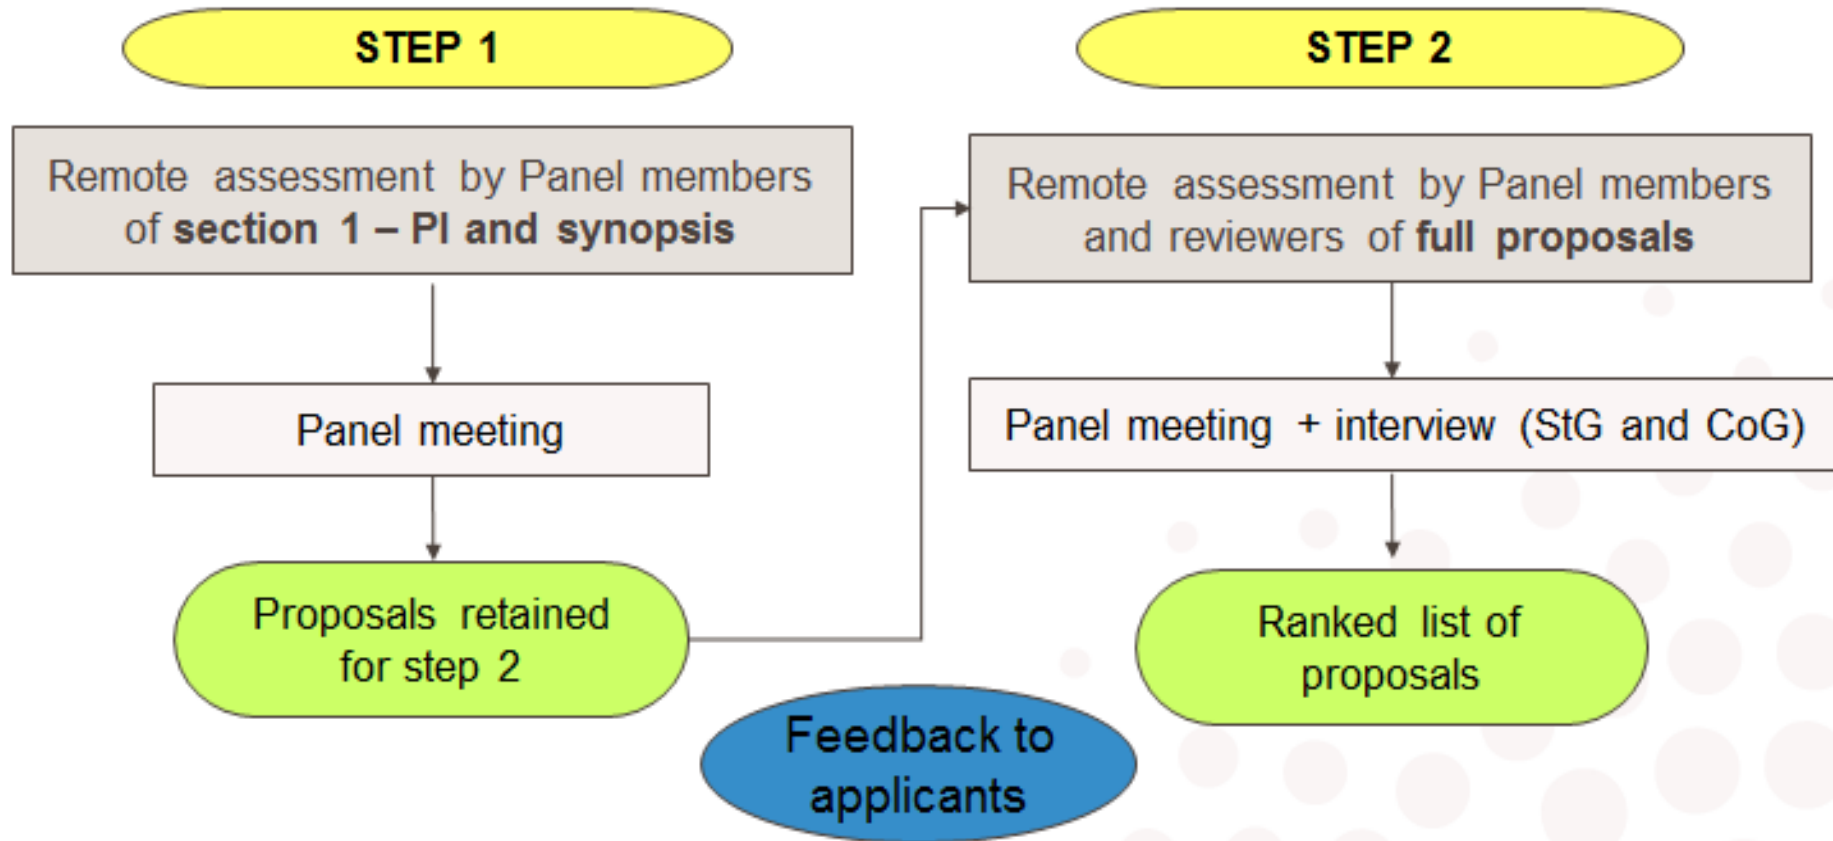 STEP 1
Remote assessment by Panel members
of section 1 – PI and synopsis
Panel meeting
Proposals retained
for step 2
STEP 2
Remote assessment by Panel members
and reviewers of full proposals
Panel meeting + interview (StG and CoG)
Ranked list of
proposals
Feedback to
applicants